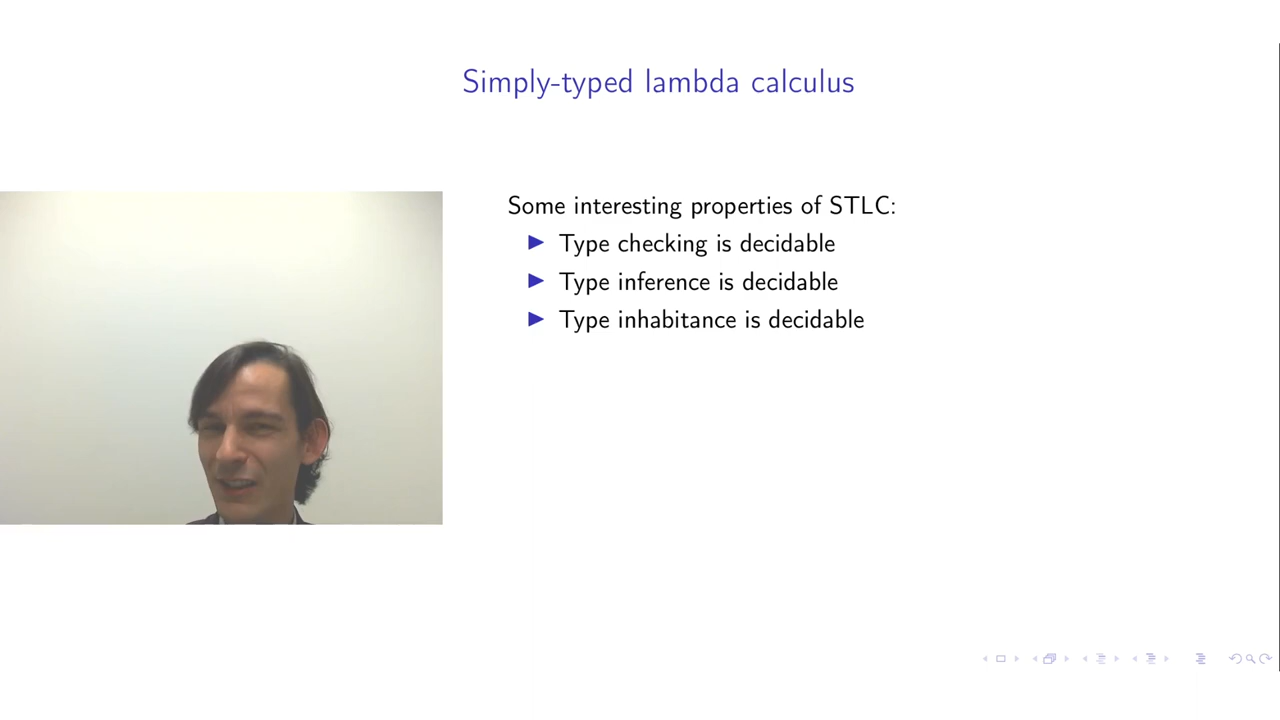 Simply-typed lambda calculus
Some interesting properties of STLC:
Type checking is decidable
Type inference is decidable
Type inhabitance is decidable